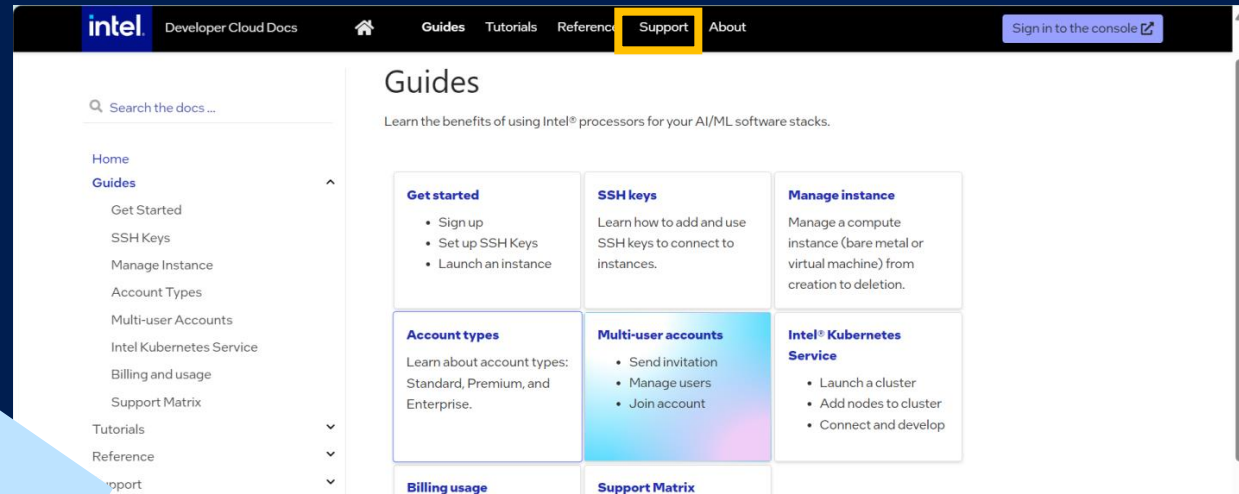 intel. Developer Cloud Docs Guides Tutorials Reference Support About Sign in to the console
Search the docs ...
Home
Guides
Get Started
SSH Keys
Manage Instance
Account Types
Multi-user Accounts
Intel Kubernetes Service
Billing and usage
Support Matrix
Tutorials
Reference
Support
Guides
Learn the benefits of using Intel® processors for your AI/ML software stacks.
Get started
• Sign up
• Set up SSH Keys
• Launch an instance
SSH keys
Learn how to add and use
SSH keys to connect to
instances.
Manage instance
Manage a compute
instance (bare metal or
virtual machine) from
creation to deletion.
Account types
Learn about account types:
Standard, Premium, and
Enterprise.
Multi-user accounts
• Send invitation
• Manage users
• Join account
Intel® Kubernetes
Service
• Launch a cluster
• Add nodes to cluster
• Connect and develop
Billing usage
Support Matrix